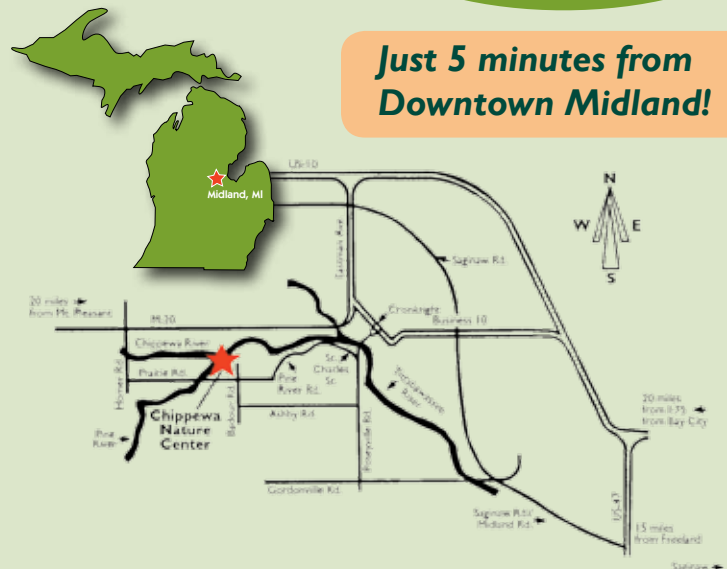 Just 5 minutes from
Downtown Midland!
US-10
Midland, MI
N
W E
S
Eastman Ave.
Saginaw Rd.
20 miles
from Mt. Pleasant
M-20
Cronkright
Business 10
Chippewa River
Homer Rd.
Prairie Rd.
St.
Charles
St.
Pine
River Rd.
Tittabawassee
River
Chippewa
Nature
Center
Badour Rd.
Ashby Rd.
Poseyville Rd.
20 miles
from I-75
from Bay City
Pine
River
Gordonville Rd.
US-47
Saginaw Rd./
Midland Rd.
15 miles
from Freeland
Saginaw